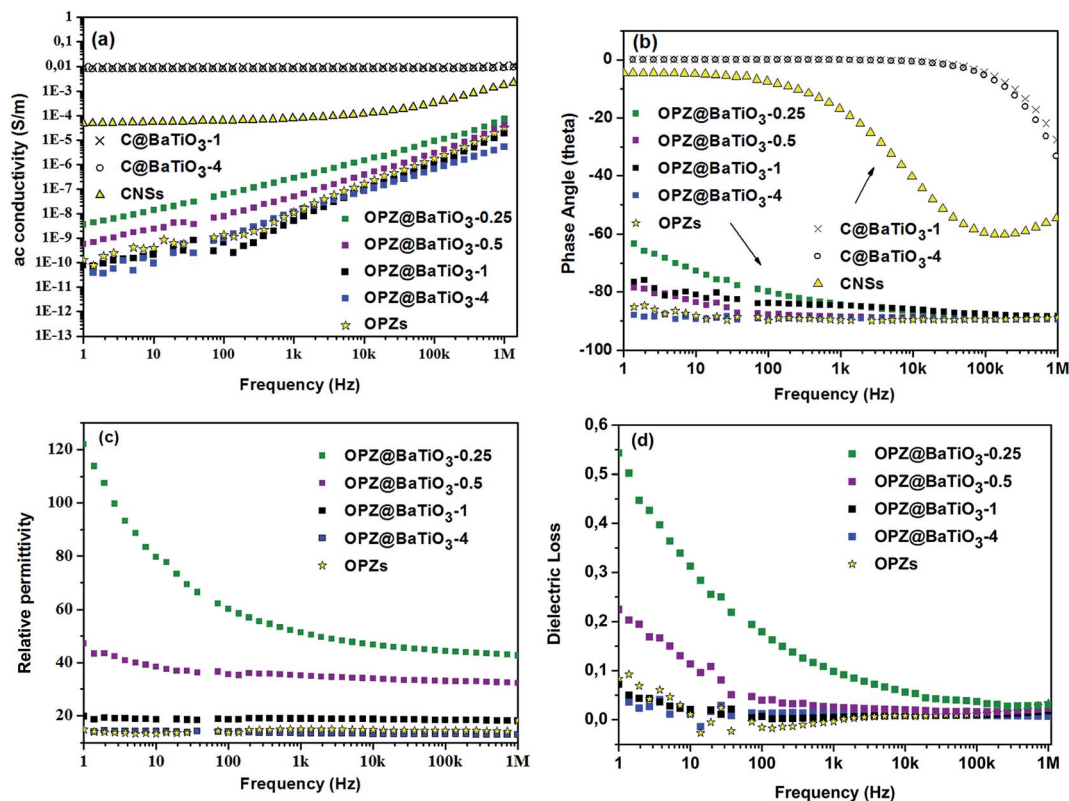 (a)
ac conductivity (S/m)
1
0,1
0,01
1E-3
1E-4
1E-5
1E-6
1E-7
1E-8
1E-9
1E-10
1E-11
1E-12
1E-13
C@BaTiO3-1
C@BaTiO3-4
CNSs
OPZ@BaTiO3-0.25
OPZ@BaTiO3-0.5
OPZ@BaTiO3-1
OPZ@BaTiO3-4
OPZs
1 10 100 1k 10k 100k 1M
Frequency (Hz)
(b)
Phase Angle (theta)
0
-20
-40
-60
-80
-100
OPZ@BaTiO3-0.25
OPZ@BaTiO3-0.5
OPZ@BaTiO3-1
OPZ@BaTiO3-4
OPZs
C@BaTiO3-1
C@BaTiO3-4
CNSs
1 10 100 1k 10k 100k 1M
Frequency (Hz)
(c)
Relative permittivity
120
100
80
60
40
20
OPZ@BaTiO3-0.25
OPZ@BaTiO3-0.5
OPZ@BaTiO3-1
OPZ@BaTiO3-4
OPZs
1 10 100 1k 10k 100k 1M
Frequency (Hz)
(d)
Dielectric Loss
0,6
0,5
0,4
0,3
0,2
0,1
0,0
OPZ@BaTiO3-0.25
OPZ@BaTiO3-0.5
OPZ@BaTiO3-1
OPZ@BaTiO3-4
OPZs
1 10 100 1k 10k 100k 1M
Frequency (Hz)